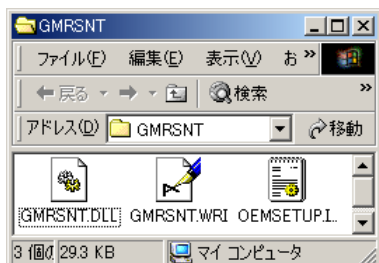 GMRSNT
ファイル(F) 編集(E) 表示(V) お »
戻る 検索 »
アドレス(D) GMRSNT 移動
GMRSNT.DLL GMRSNT.WRI OEMSETUP.I...
3 個の 29.3 KB マイ コンピュータ